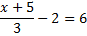 (x + 5)/3 − 2 = 6